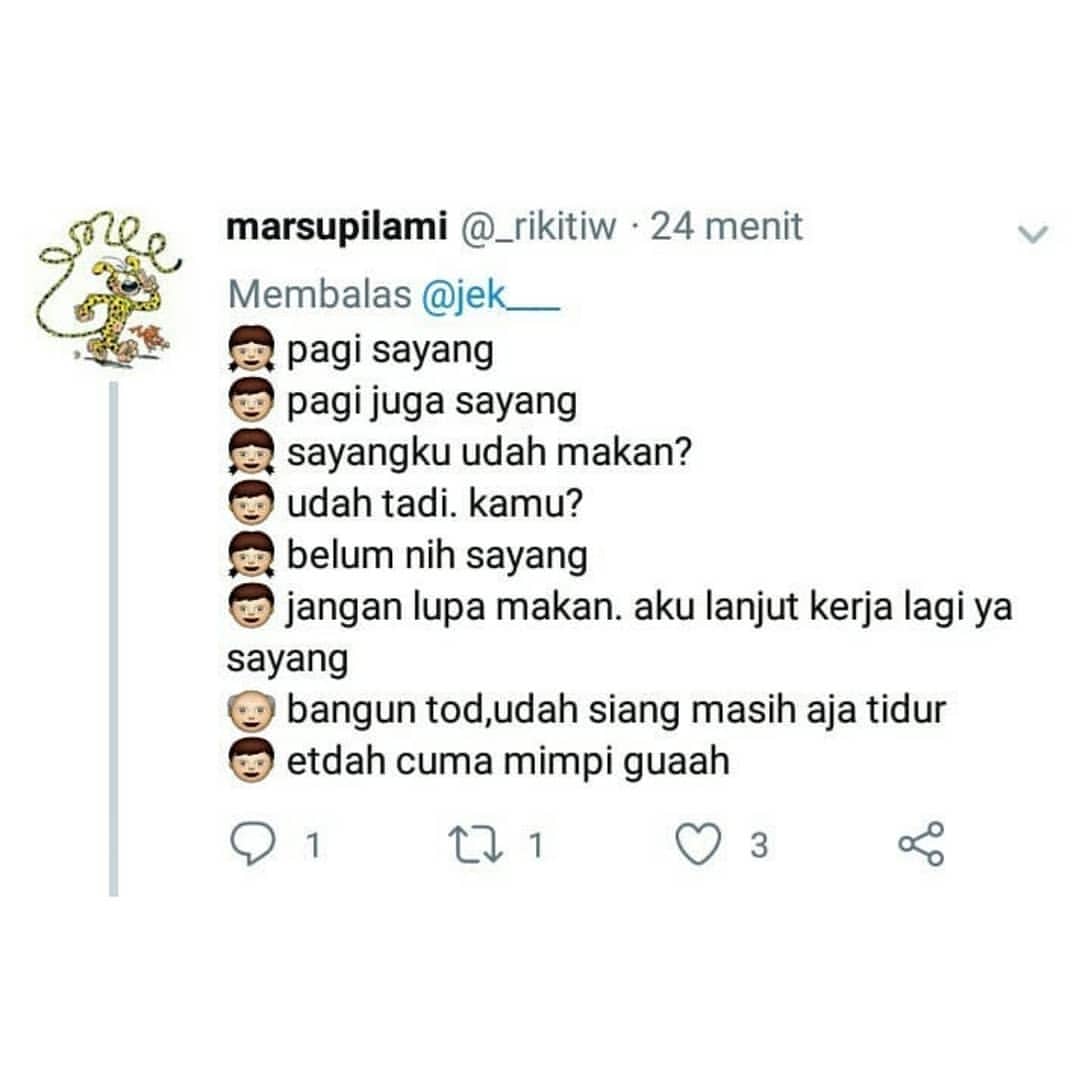 marsupilami @_rikitiw · 24 menit
Membalas @jek___
👧 pagi sayang
👦 pagi juga sayang
👧 sayangku udah makan?
👦 udah tadi. kamu?
👧 belum nih sayang
👦 jangan lupa makan. aku lanjut kerja lagi ya
sayang
👴 bangun tod,udah siang masih aja tidur
👦 etdah cuma mimpi guaah
1 1 3